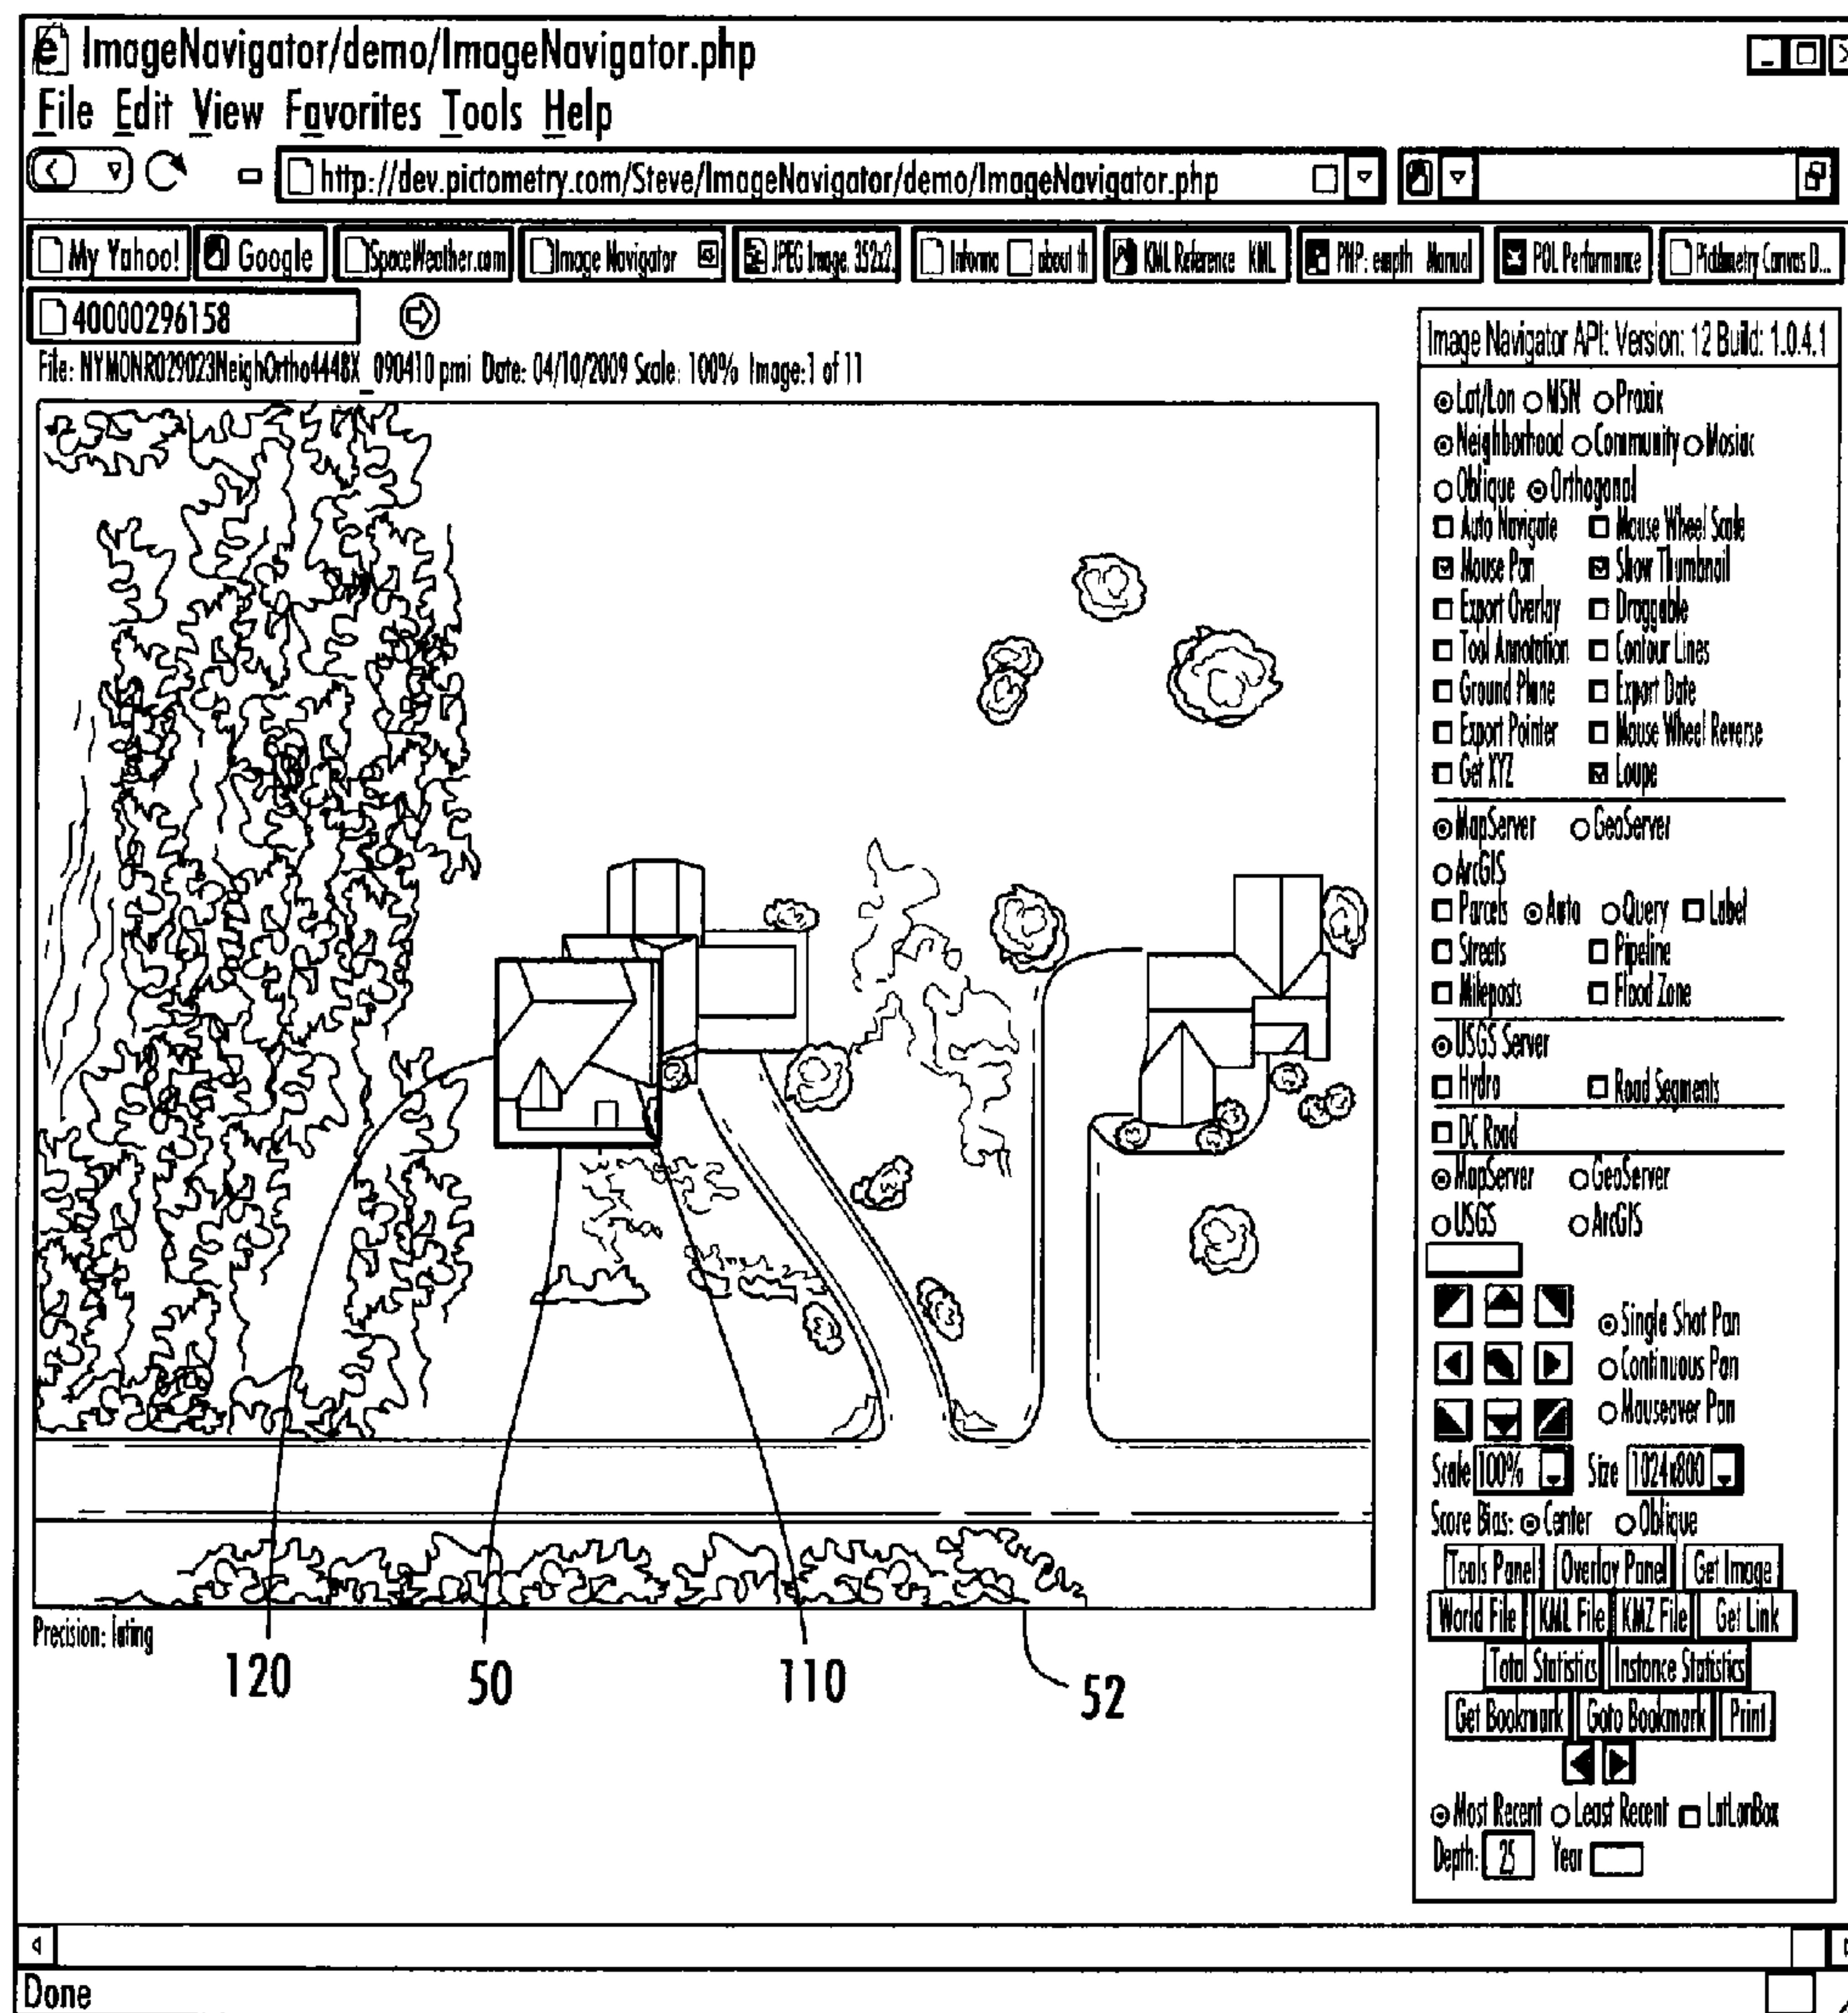 ImageNavigator/demo/ImageNavigator.php
File Edit View Favorites Tools Help
http://dev.pictometry.com/Steve/ImageNavigator/demo/ImageNavigator.php
My Yahoo! Google SpaceWeather.com Image Navigator JPEG Image, 352x2. about th KML Reference KML PHP: Manual POL Performance Pictometry Canvas D...
40000296158
File: NYMONR029023NeighOrtho4448X_090410 pmi Date: 04/10/2009 Scale: 100% Image:1 of 11
Image Navigator API: Version: 12 Build: 1.0.4.1
Lat/Lon MSN Proxix
Neighborhood Community Mosiac
Oblique Orthogonal
Auto Navigate Mouse Wheel Scale
Mouse Pan Show Thumbnail
Export Overlay Draggable
Tool Annotation Contour Lines
Ground Plane Export Date
Export Pointer Mouse Wheel Reverse
Get XYZ Loupe
MapServer GeoServer
ArcGIS
Parcels Auto Query Label
Streets Pipeline
Mileposts Flood Zone
USGS Server
Hydro Road Segments
DC Road
MapServer GeoServer
USGS ArcGIS
Single Shot Pan
Continuous Pan
Mouseover Pan
Scale 100% Size 1024x800
Score Bias: Center Oblique
Tools Panel Overlay Panel Get Image
World File KML File KMZ File Get Link
Total Statistics Instance Statistics
Get Bookmark Goto Bookmark Print
Most Recent Least Recent LatLonBox
Depth: 25 Year
Precision:
120 50 110 52
Done